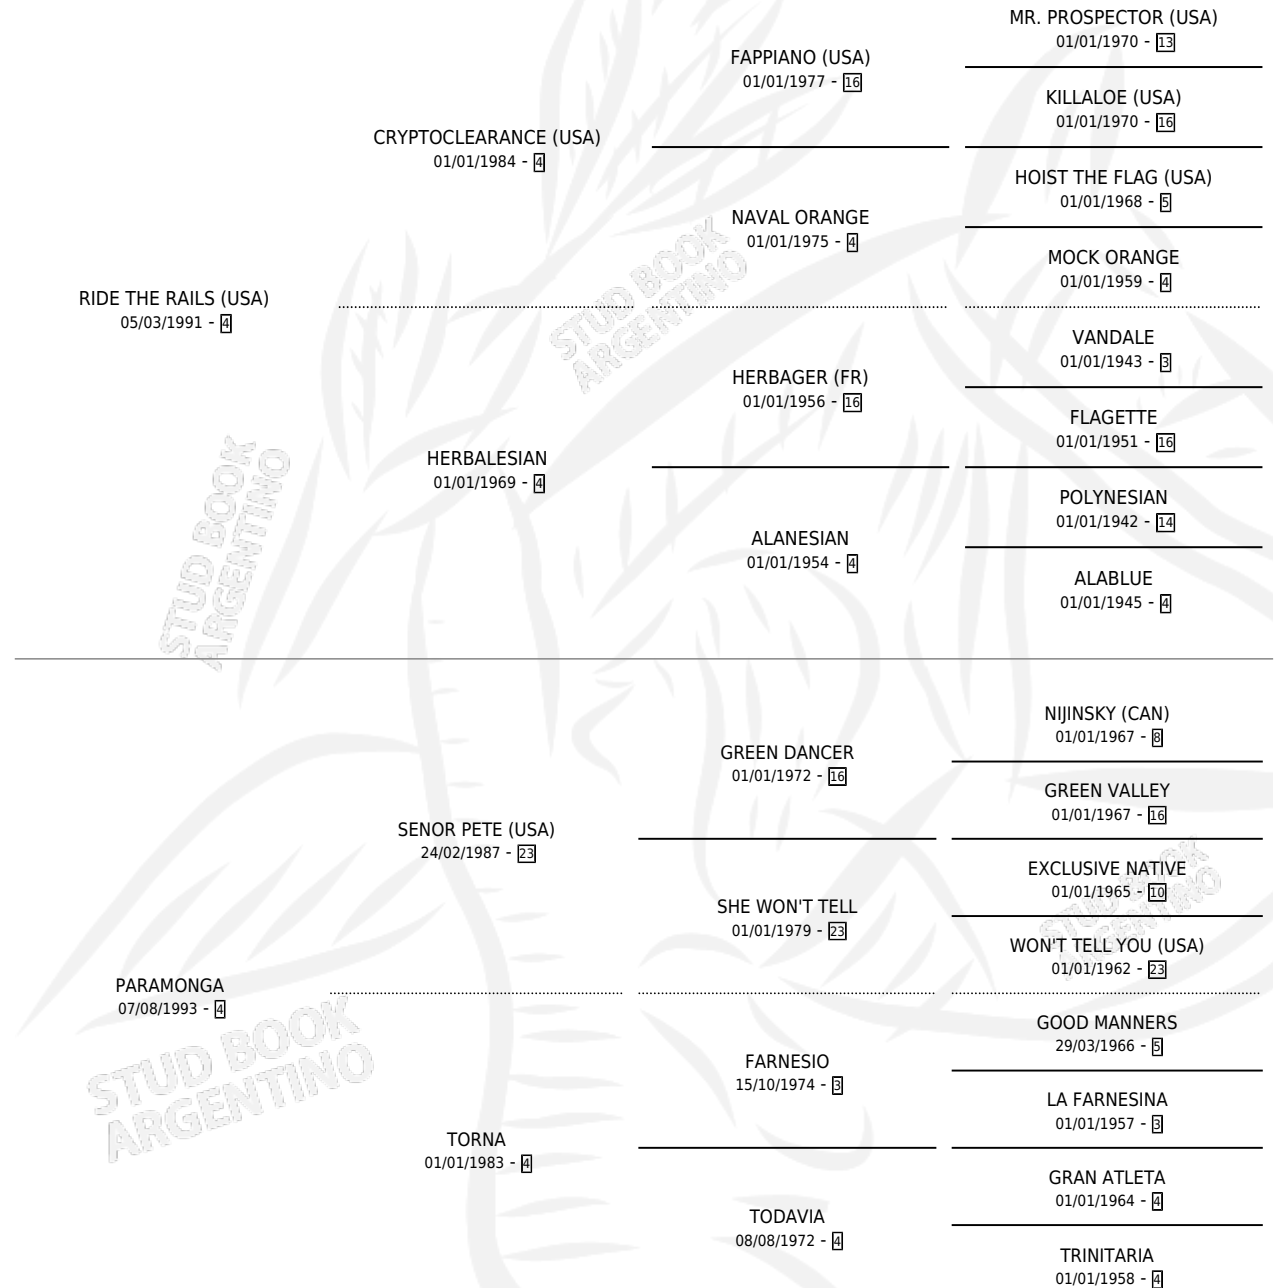 MR. PROSPECTOR (USA)
01/01/1970 - 13
FAPPIANO (USA)
01/01/1977 - 16
KILLALOE (USA)
01/01/1970 - 16
CRYPTOCLEARANCE (USA)
01/01/1984 - 4
HOIST THE FLAG (USA)
01/01/1968 - 5
NAVAL ORANGE
01/01/1975 - 4
MOCK ORANGE
01/01/1959 - 4
RIDE THE RAILS (USA)
05/03/1991 - 4
VANDALE
01/01/1943 - 3
HERBAGER (FR)
01/01/1956 - 16
FLAGETTE
01/01/1951 - 16
HERBALESIAN
01/01/1969 - 4
POLYNESIAN
01/01/1942 - 14
ALANESIAN
01/01/1954 - 4
ALABLUE
01/01/1945 - 4
NIJINSKY (CAN)
01/01/1967 - 8
GREEN DANCER
01/01/1972 - 16
GREEN VALLEY
01/01/1967 - 16
SENOR PETE (USA)
24/02/1987 - 23
EXCLUSIVE NATIVE
01/01/1965 - 10
SHE WON'T TELL
01/01/1979 - 23
WON'T TELL YOU (USA)
01/01/1962 - 23
PARAMONGA
07/08/1993 - 4
GOOD MANNERS
29/03/1966 - 5
FARNESIO
15/10/1974 - 3
LA FARNESINA
01/01/1957 - 3
TORNA
01/01/1983 - 4
GRAN ATLETA
01/01/1964 - 4
TODAVIA
08/08/1972 - 4
TRINITARIA
01/01/1958 - 4
STUD BOOK
ARGENTINO
STUD BOOK
ARGENTINO
STUD BOOK
ARGENTINO
STUD BOOK
ARGENTINO